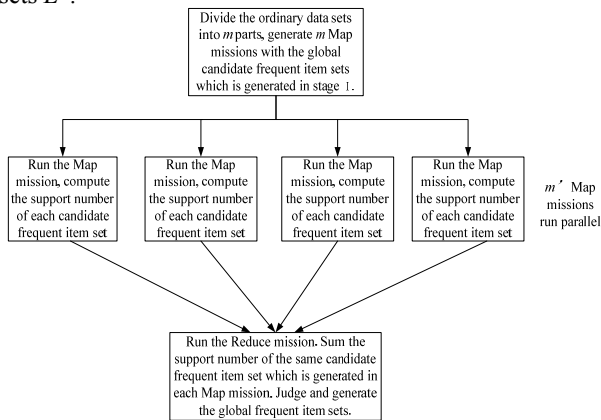 Divide the ordinary data sets
into m parts, generate m Map
missions with the global
candidate frequent item sets
which is generated in stage I.
Run the Map
mission, compute
the support number
of each candidate
frequent item set
Run the Map
mission, compute
the support number
of each candidate
frequent item set
Run the Map
mission, compute
the support number
of each candidate
frequent item set
Run the Map
mission, compute
the support number
of each candidate
frequent item set
m’ Map
missions
run parallel
Run the Reduce mission. Sum the
support number of the same candidate
frequent item set which is generated in
each Map mission. Judge and generate
the global frequent item sets.